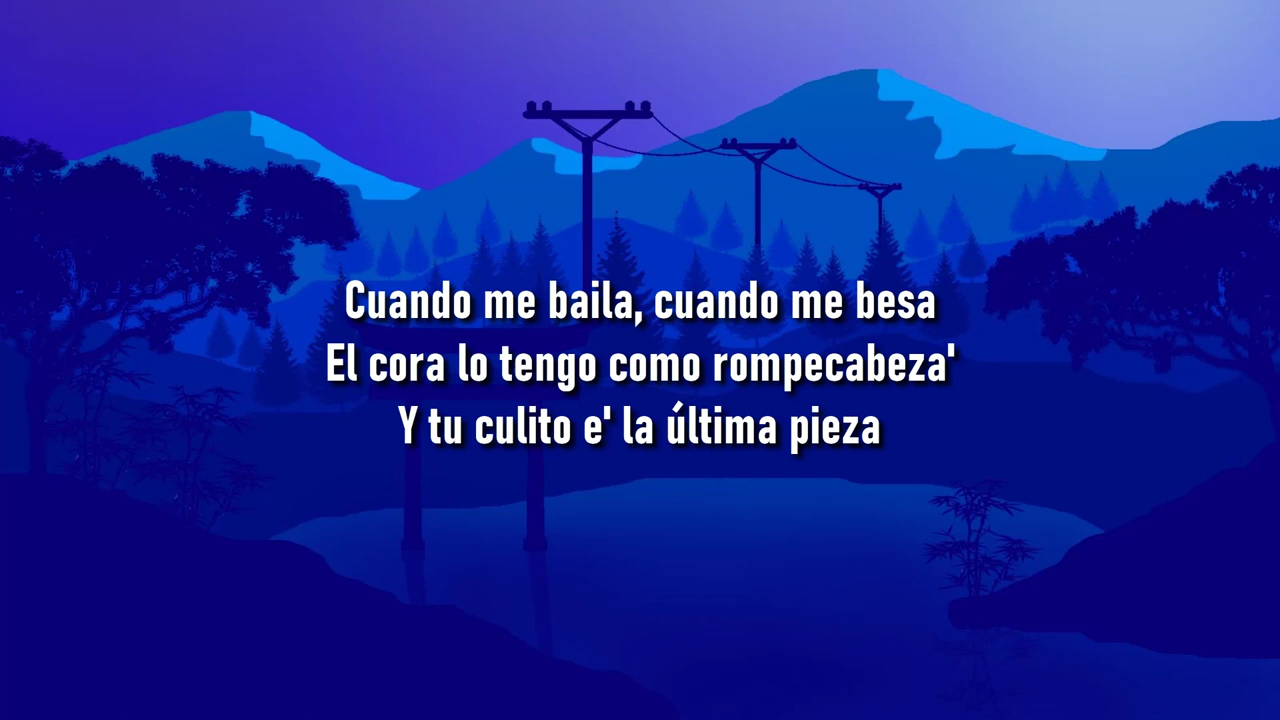 Cuando me baila, cuando me besa
El cora lo tengo como rompecabeza'
Y tu culito e' la última pieza